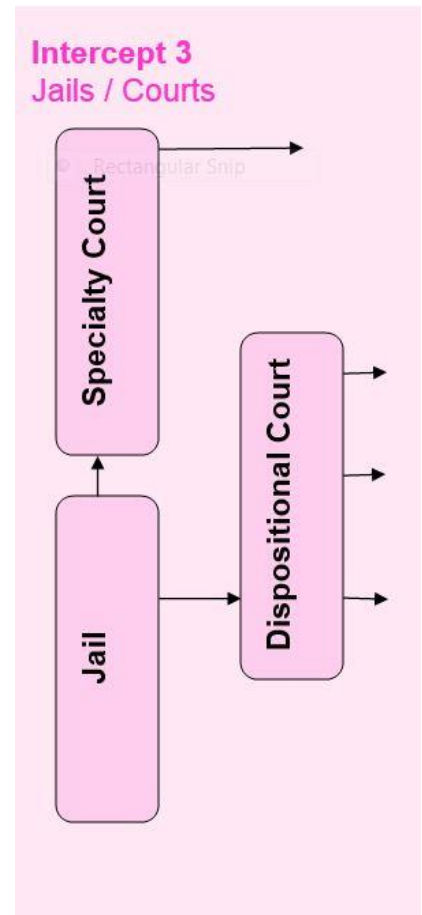 Intercept 3
Jails / Courts
Rectangular Snip
Specialty Court
Dispositional Court
Jail